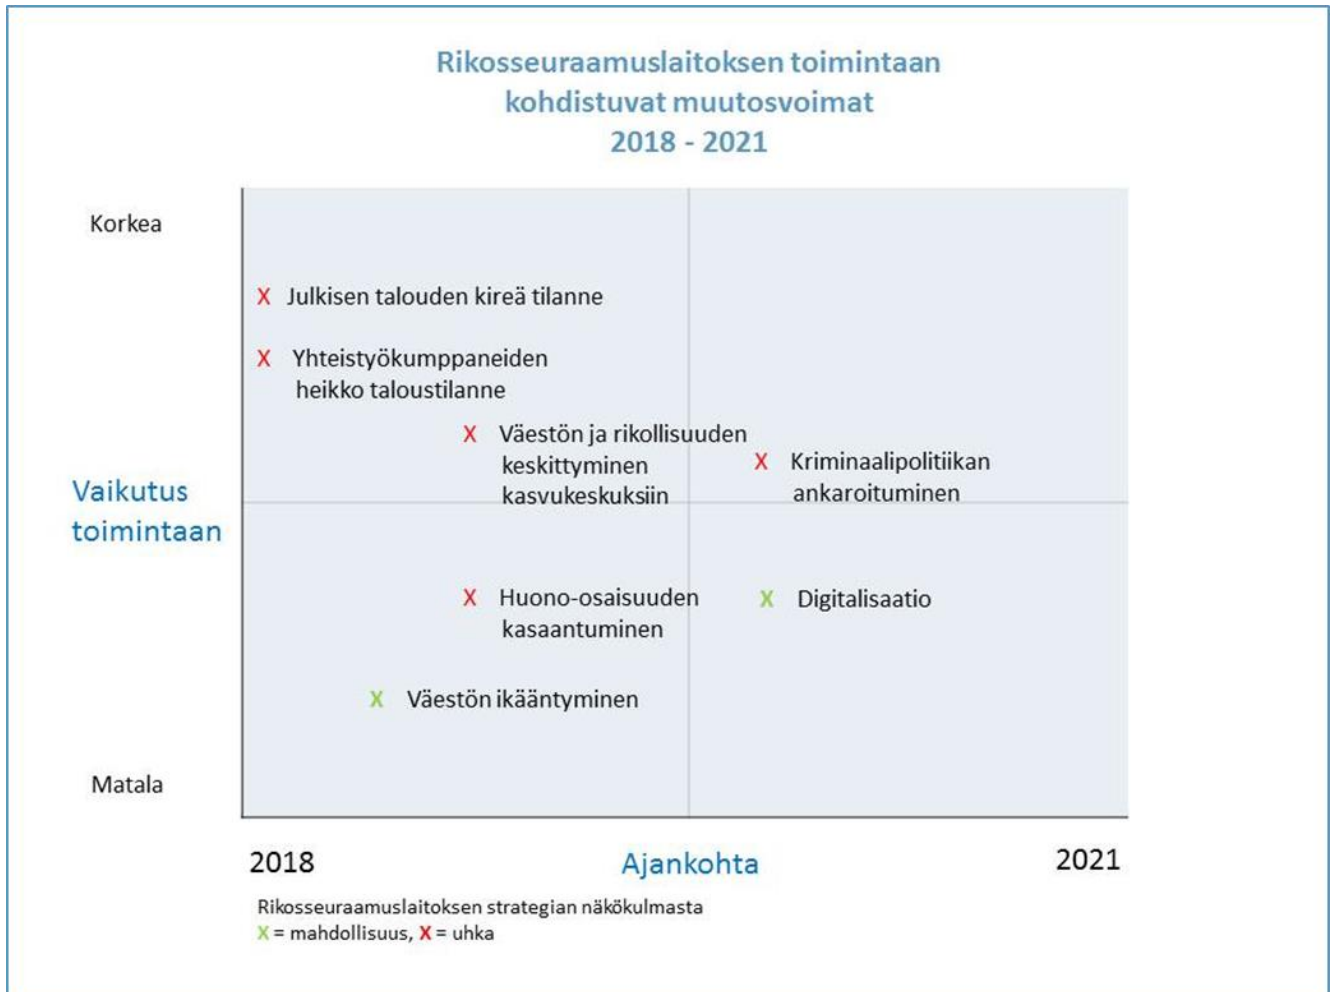 Rikosseuraamuslaitoksen toimintaan
kohdistuvat muutosvoimat
2018 - 2021
Korkea
X Julkisen talouden kireä tilanne
X Yhteistyökumppaneiden
heikko taloustilanne
X Väestön ja rikollisuuden
keskittyminen
kasvukeskuksiin
X Kriminaalipolitiikan
ankaroituminen
Vaikutus
toimintaan
X Huono-osaisuuden
kasaantuminen
X Digitalisaatio
X Väestön ikääntyminen
Matala
2018
Ajankohta
2021
Rikosseuraamuslaitoksen strategian näkökulmasta
X = mahdollisuus, X = uhka